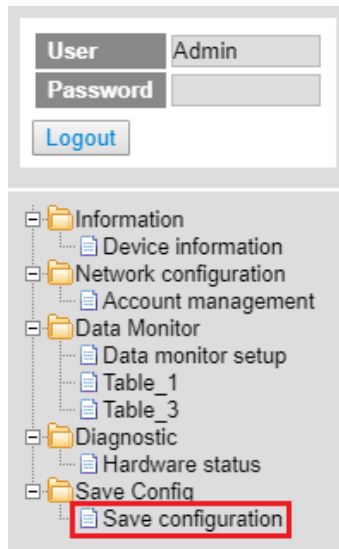 User Admin
Password
Logout
Information
Device information
Network configuration
Account management
Data Monitor
Data monitor setup
Table_1
Table_3
Diagnostic
Hardware status
Save Config
Save configuration